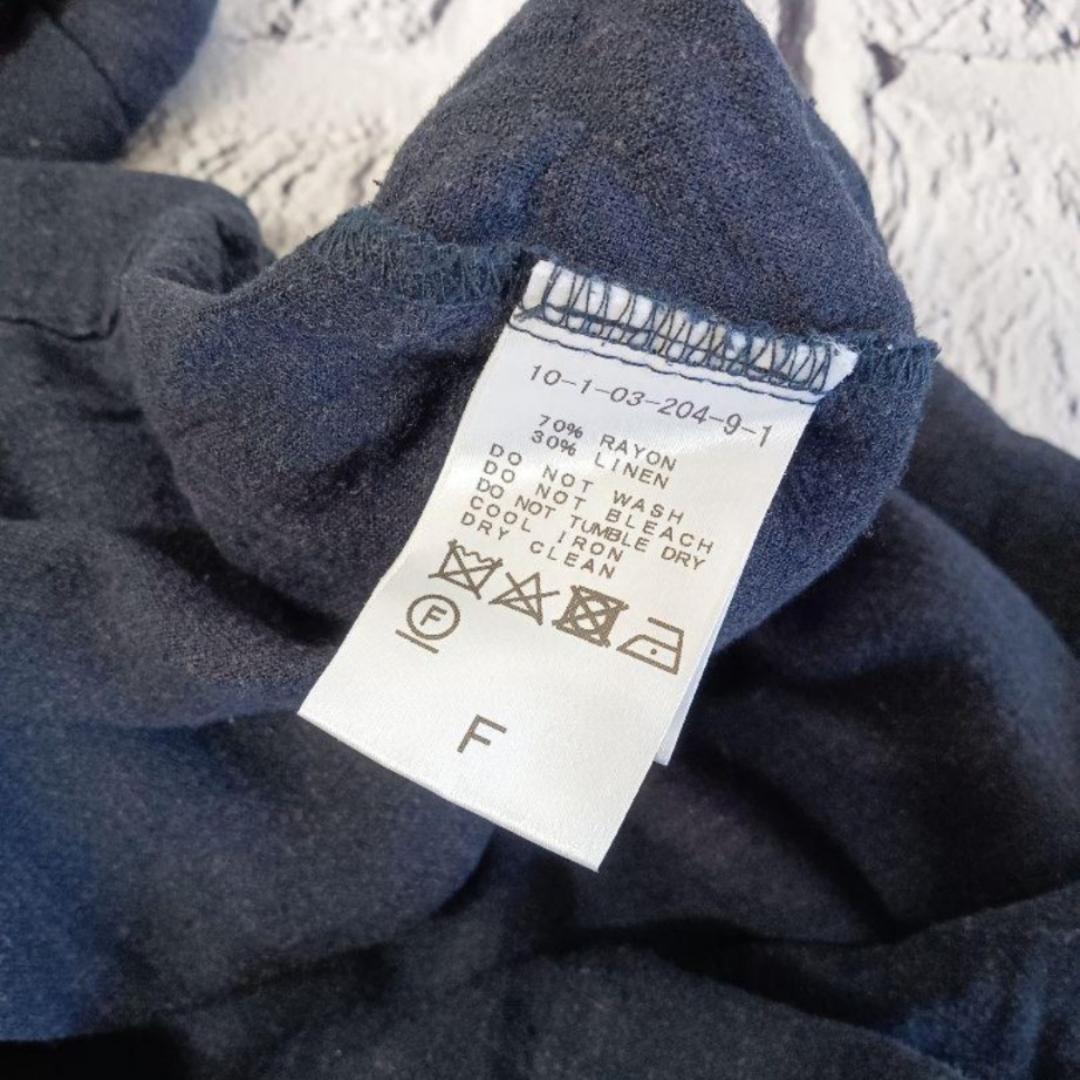 10-1-03-204-9-1
70% RAYON
30% LINEN
DO NOT WASH
DO NOT BLEACH
DO NOT TUMBLE DRY
COOL IRON
DRY CLEAN
F
F